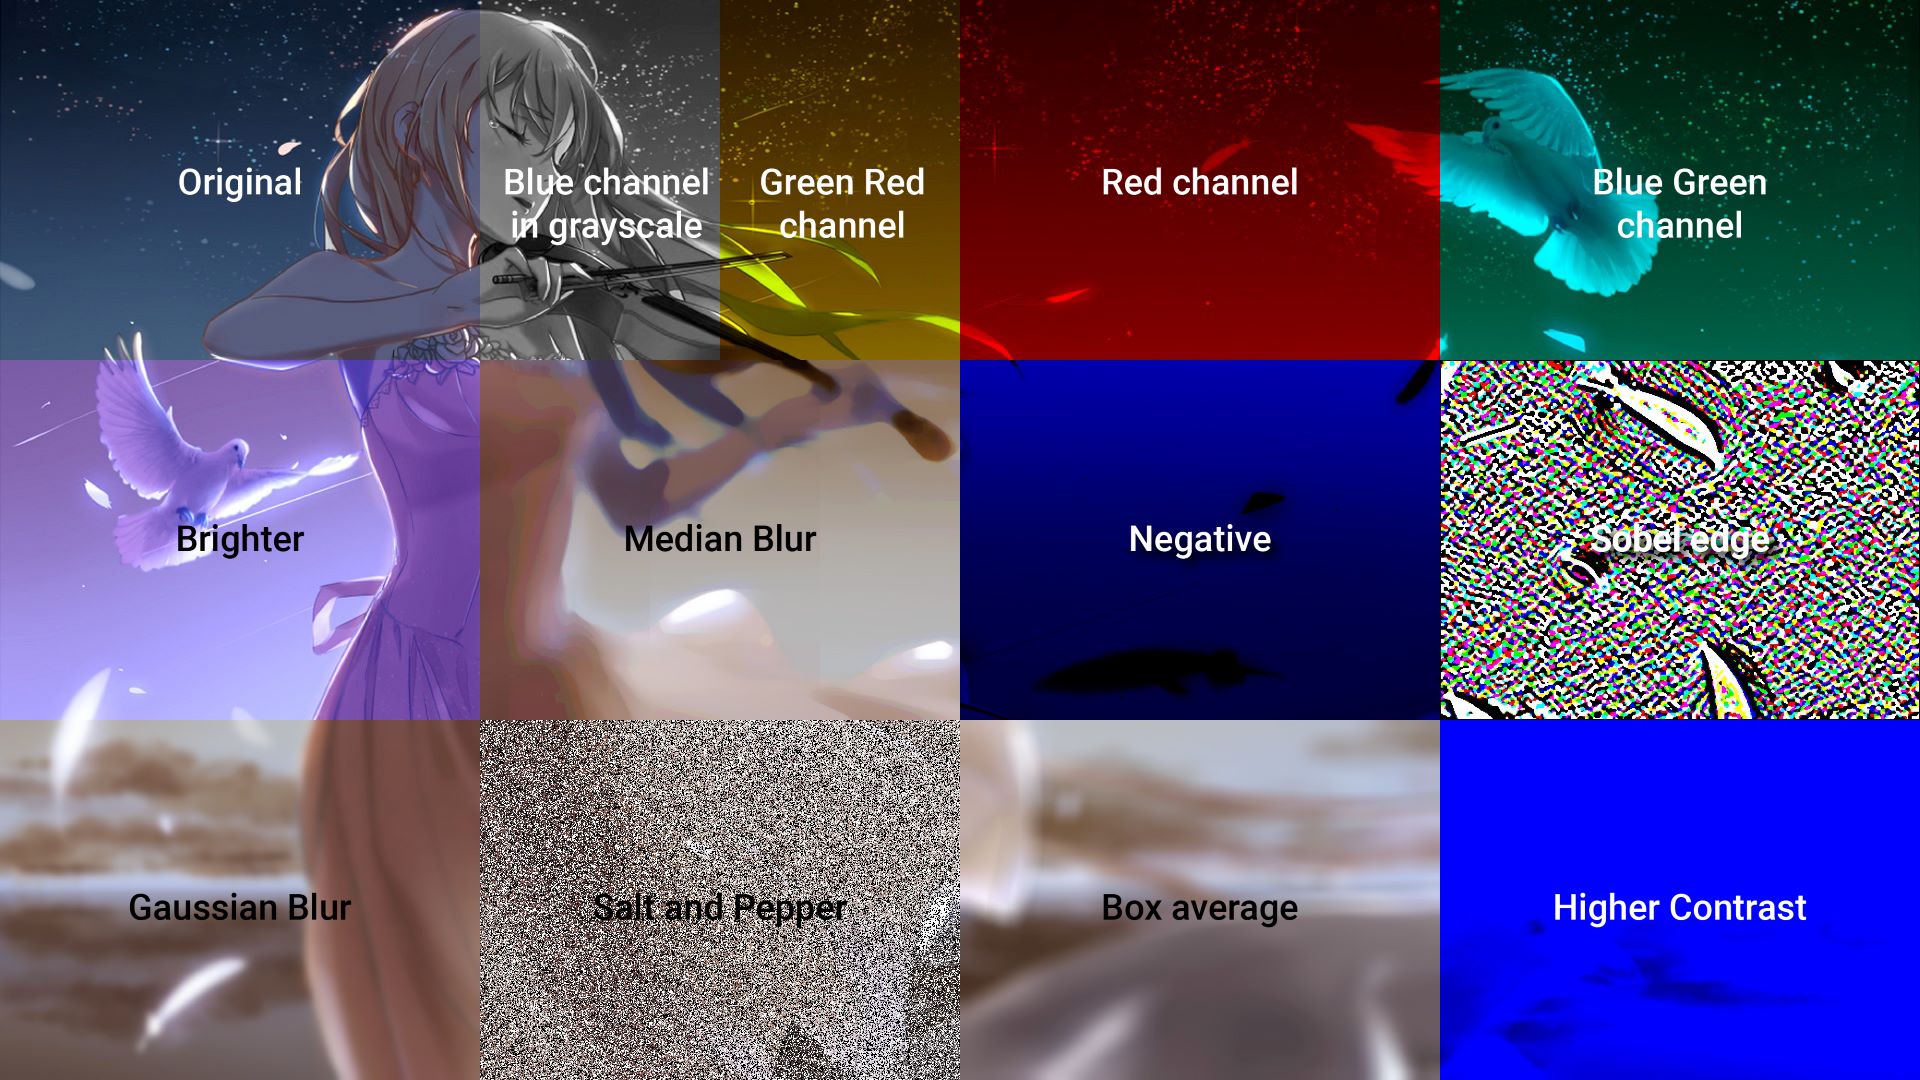 Original
Blue channel
in grayscale
Green Red
channel
Red channel
Blue Green
channel
Brighter
Median Blur
Negative
Sobel edge
Gaussian Blur
Salt and Pepper
Box average
Higher Contrast